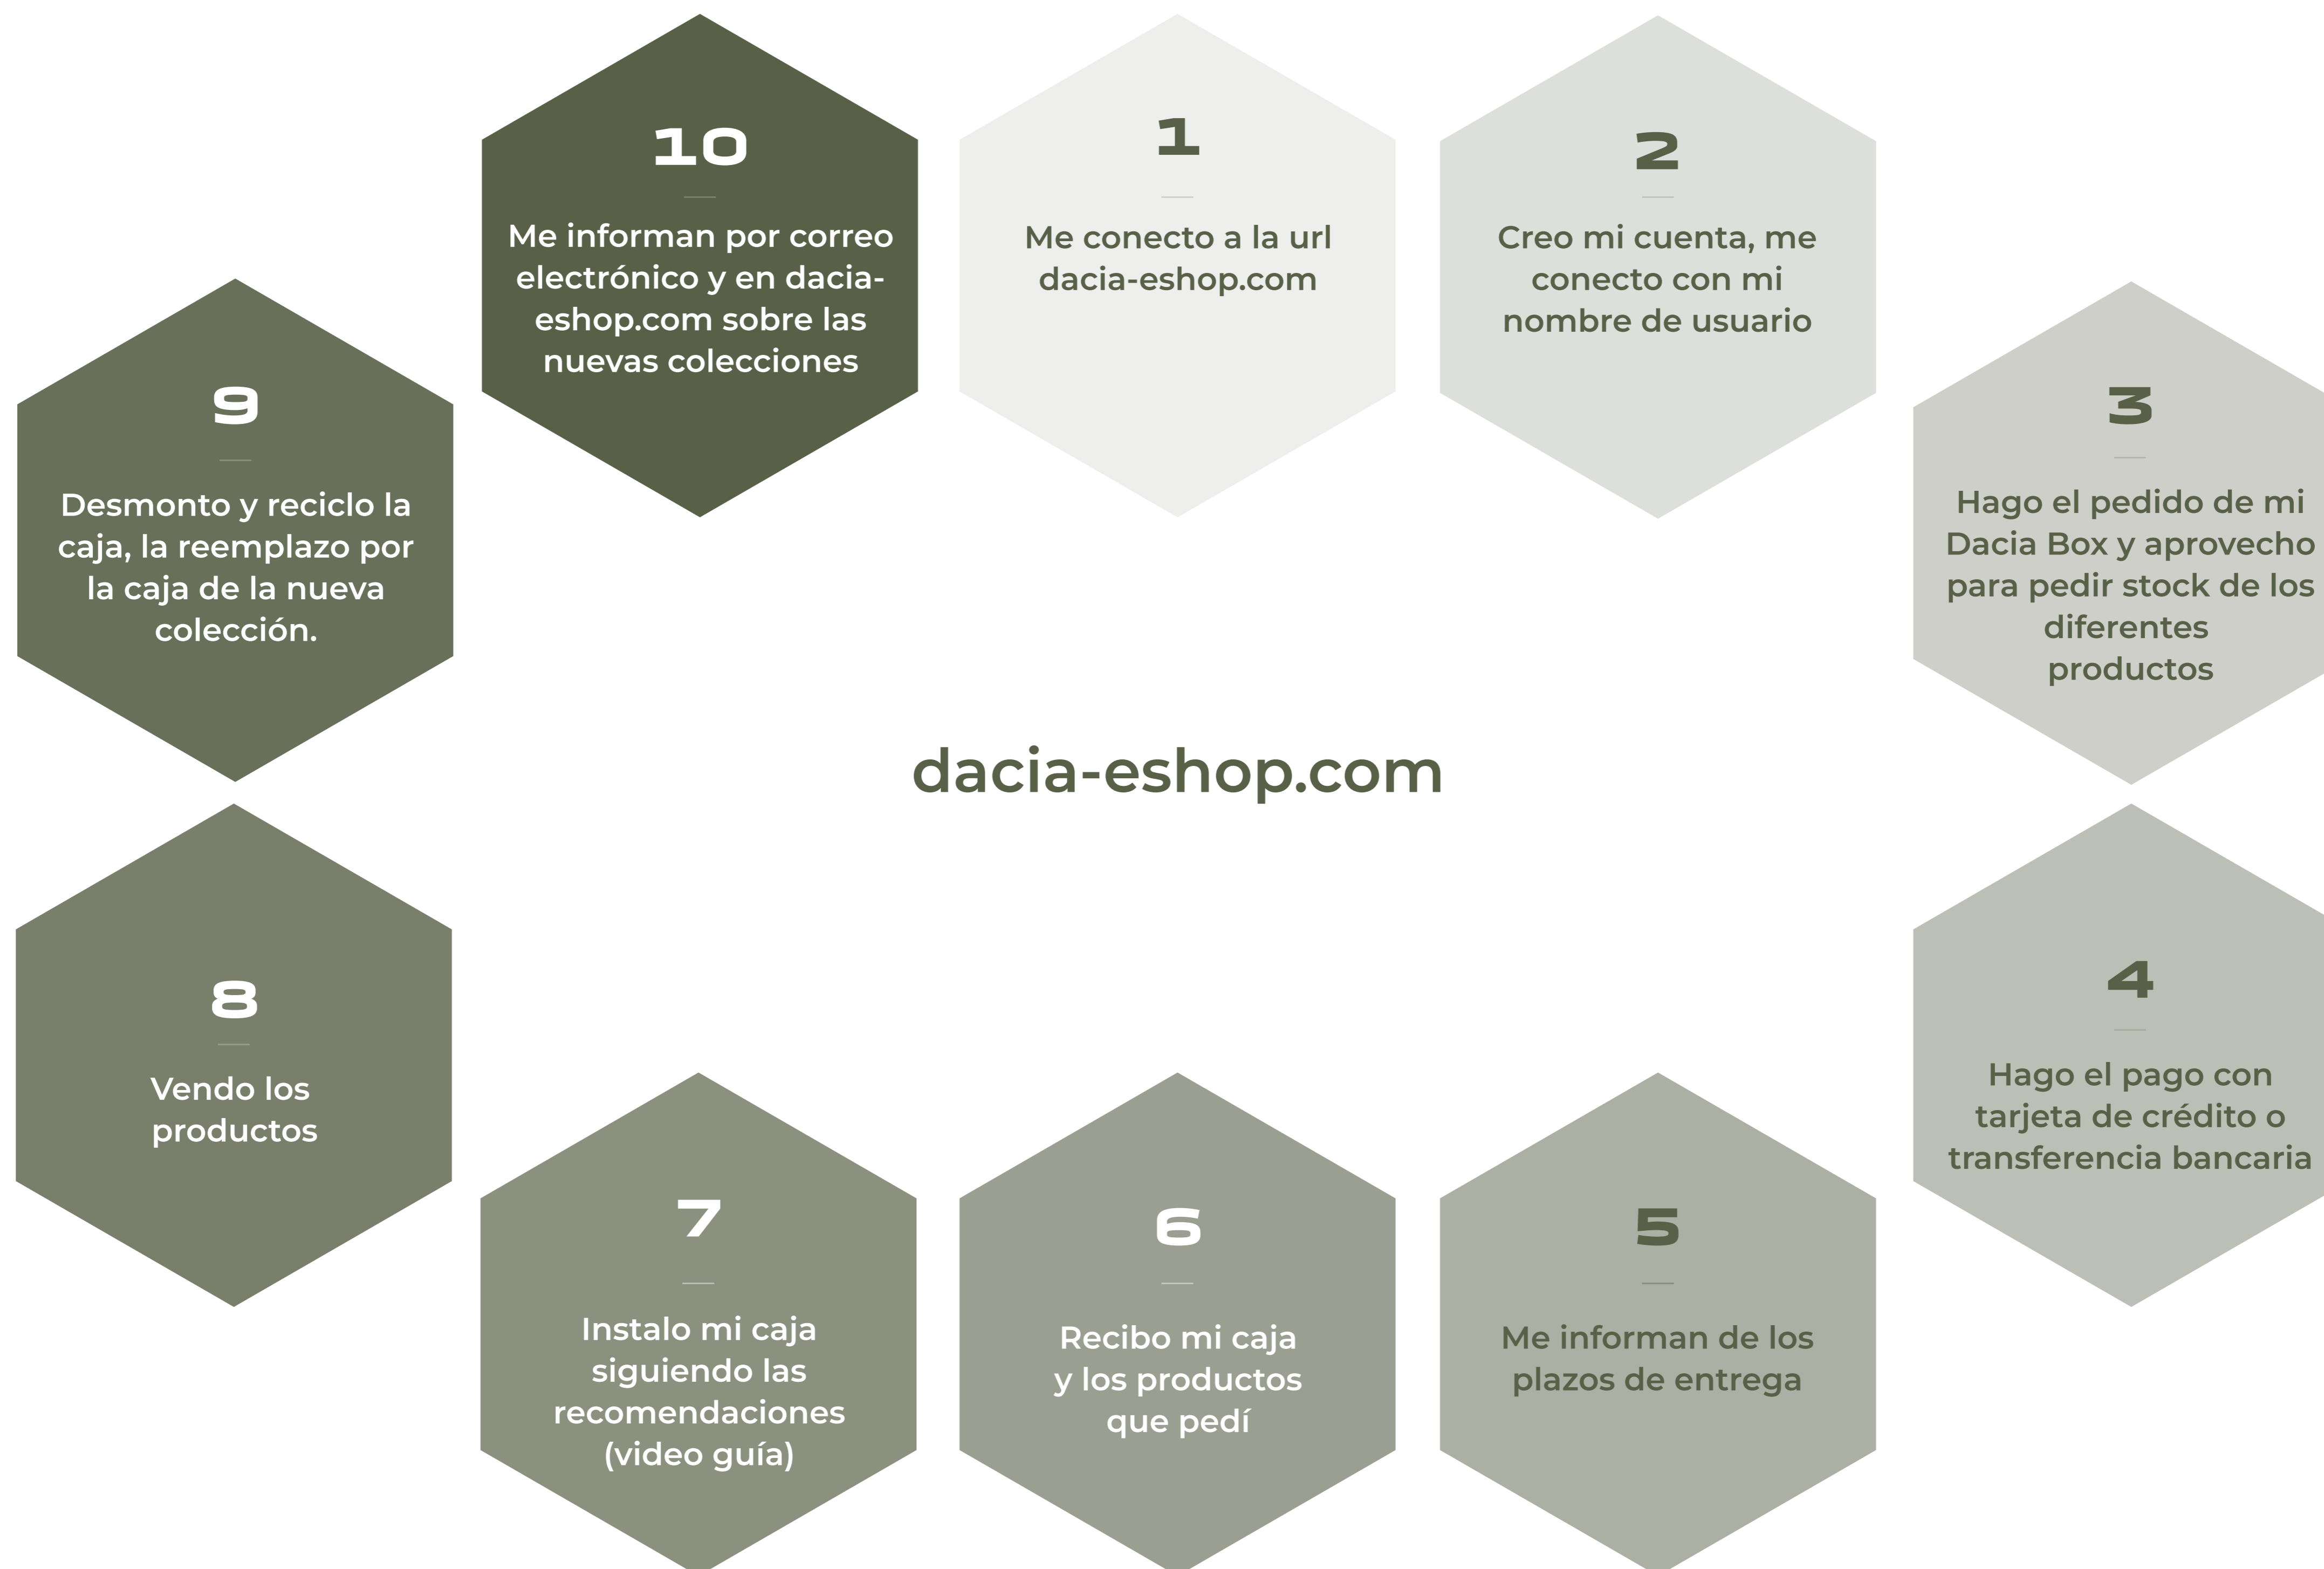 1
Me conecto a la url
dacia-eshop.com
2
Creo mi cuenta, me
conecto con mi
nombre de usuario
3
Hago el pedido de mi
Dacia Box y aprovecho
para pedir stock de los
diferentes
productos
4
Hago el pago con
tarjeta de crédito o
transferencia bancaria
5
Me informan de los
plazos de entrega
6
Recibo mi caja
y los productos
que pedí
7
Instalo mi caja
siguiendo las
recomendaciones
(video guía)
8
Vendo los
productos
9
Desmonto y reciclo la
caja, la reemplazo por
la caja de la nueva
colección.
10
Me informan por correo
electrónico y en dacia-
eshop.com sobre las
nuevas colecciones
dacia-eshop.com